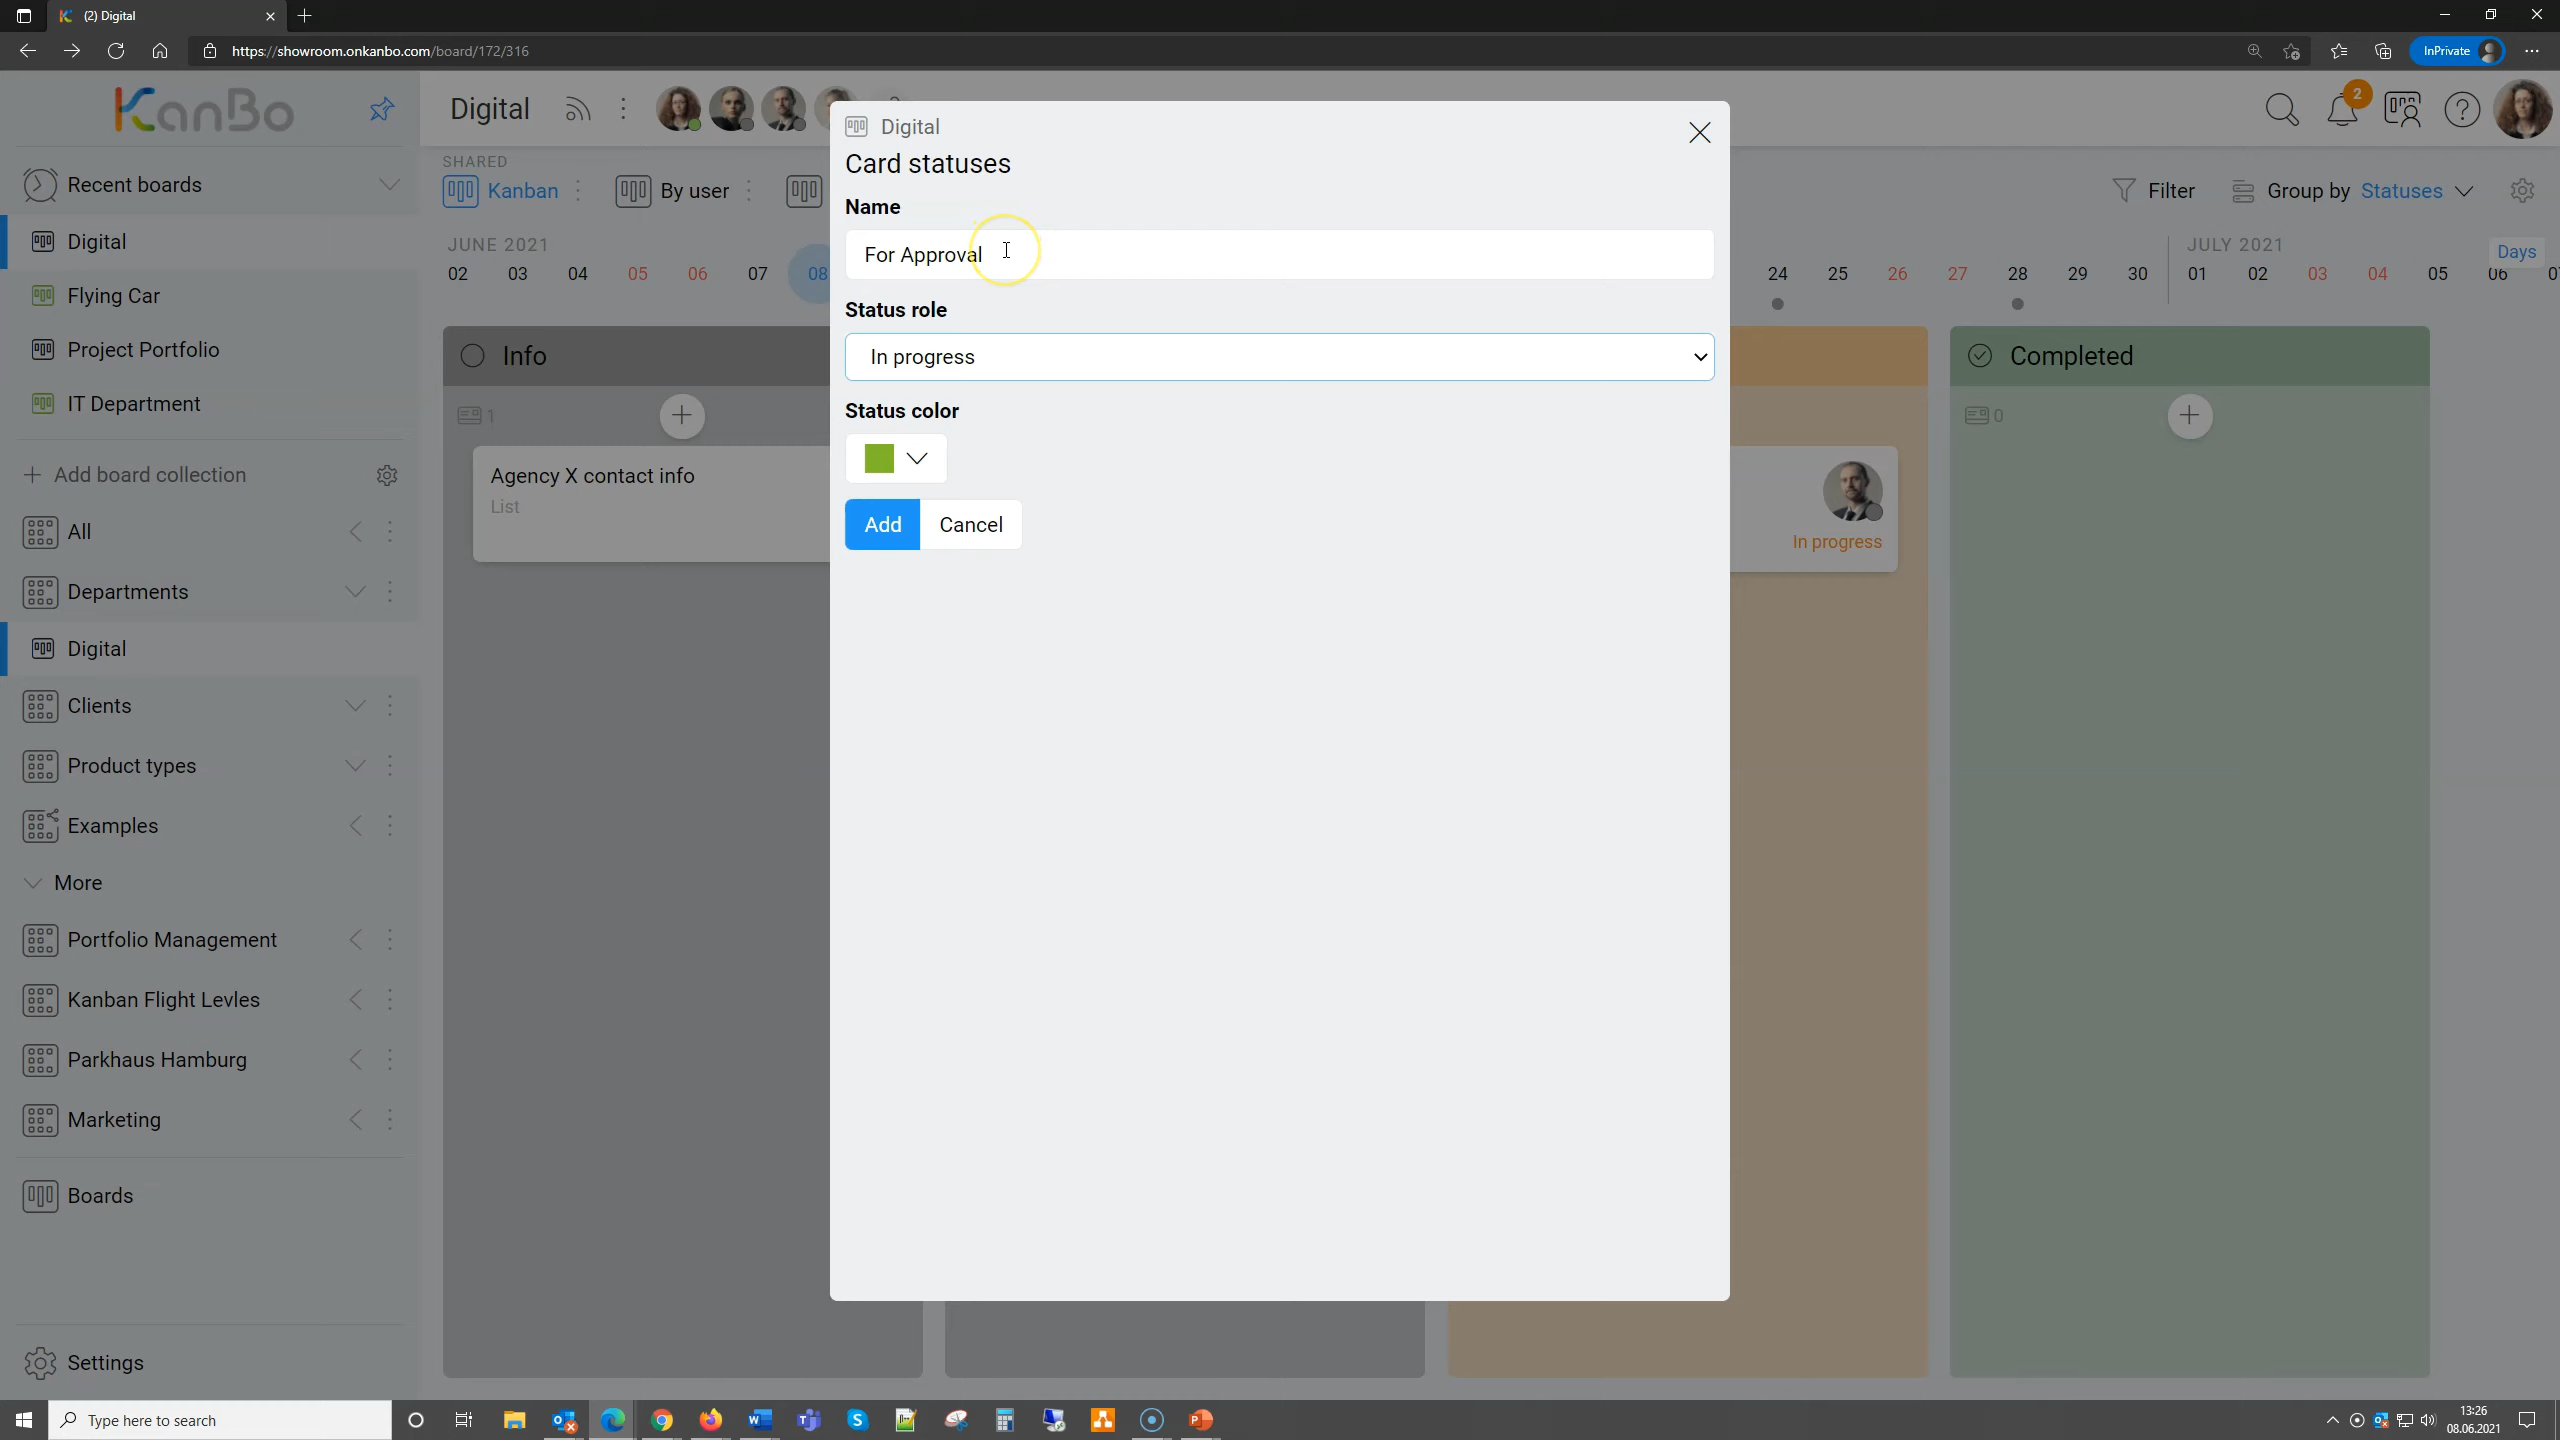 (2) Digital
https://showroom.onkanbo.com/board/172/316
InPrivate
KanBo
Digital
2
Recent boards
Digital
Flying Car
Project Portfolio
IT Department
Add board collection
All
Departments
Digital
Clients
Product types
Examples
More
Portfolio Management
Kanban Flight Levles
Parkhaus Hamburg
Marketing
Boards
Settings
SHARED
Kanban
By user
Filter
Group by Statuses
JUNE 2021
02 03 04 05 06 07 08
24 25 26 27 28 29 30
JULY 2021
01 02 03 04 05 06
Days
Info
1
Agency X contact info
List
In progress
Completed
0
Digital
Card statuses
Name
For Approval
Status role
In progress
Status color
Add
Cancel
Type here to search
13:26
08.06.2021